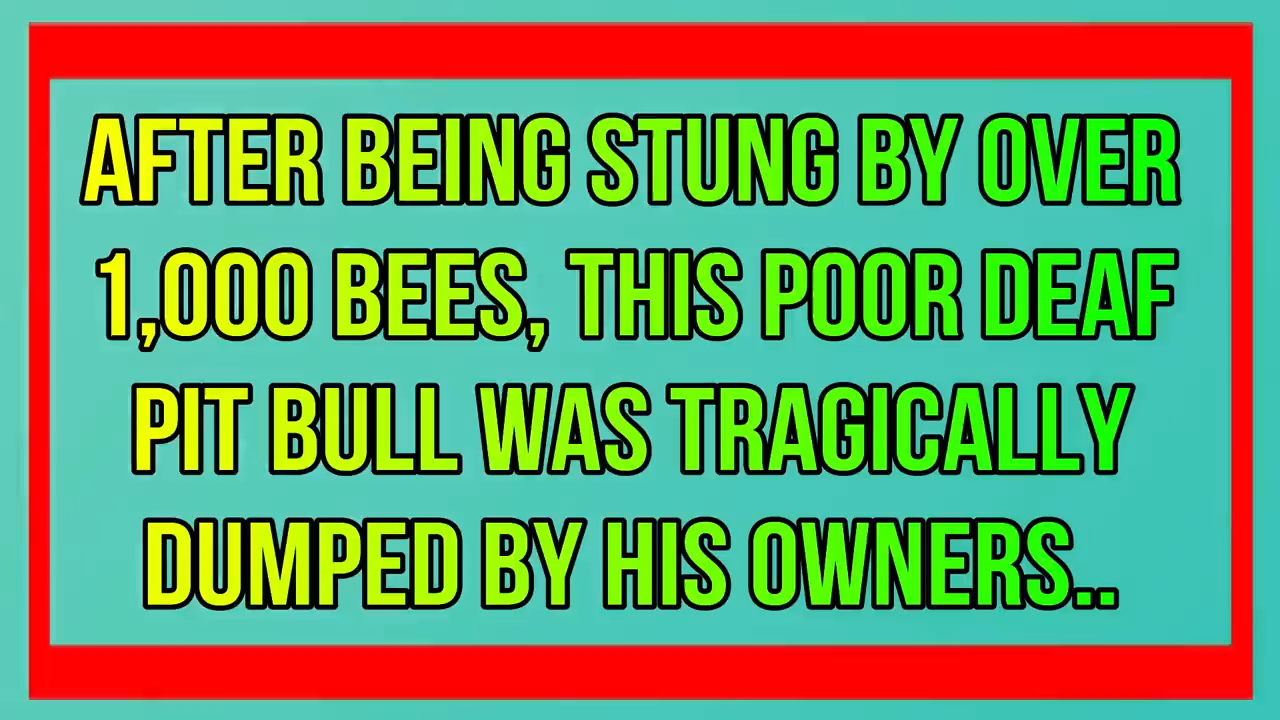 AFTER BEING STUNG BY OVER
1,000 BEES, THIS POOR DEAF
PIT BULL WAS TRAGICALLY
DUMPED BY HIS OWNERS..